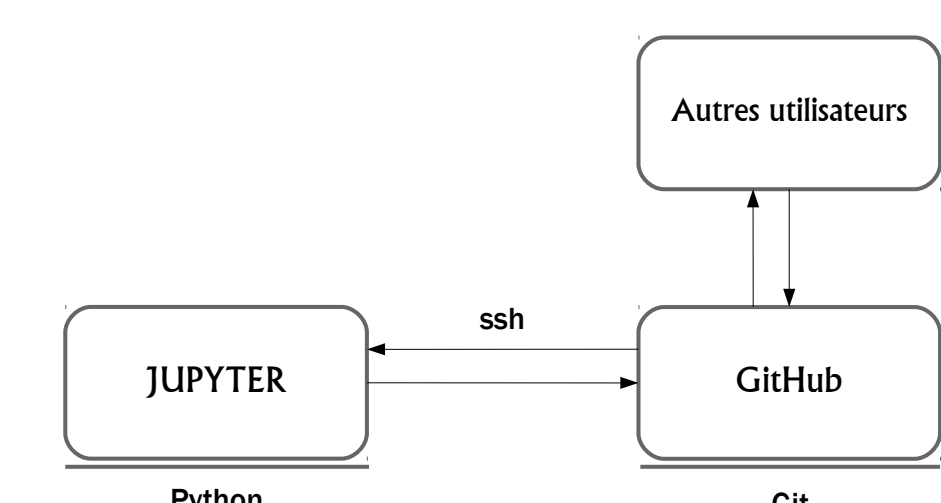 Autres utilisateurs
ssh
JUPYTER
GitHub
Python
Git